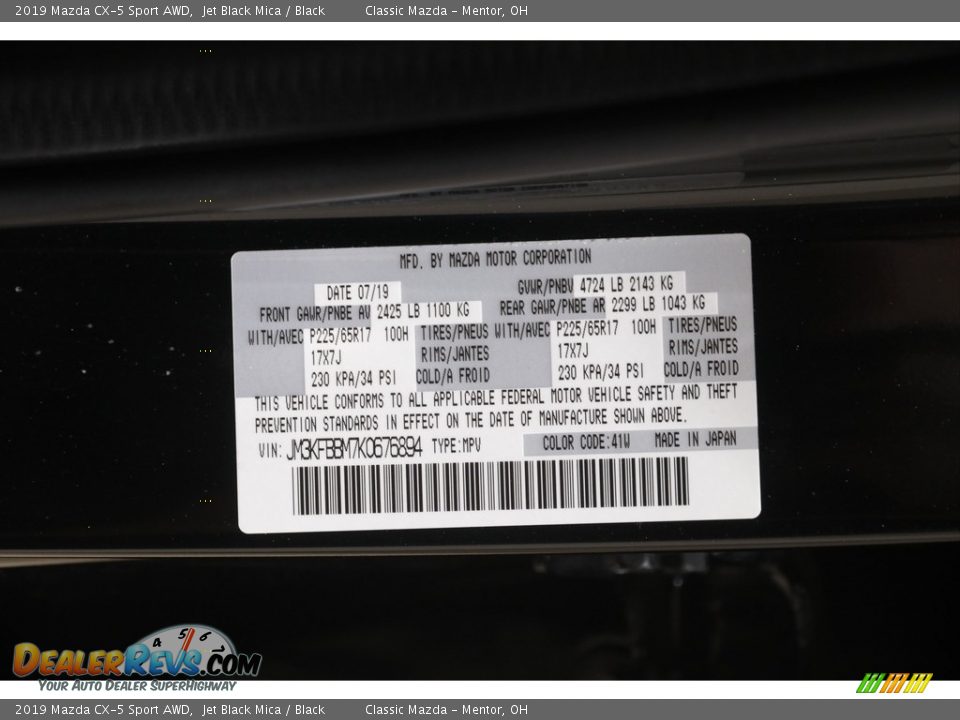 2019 Mazda CX-5 Sport AWD, Jet Black Mica / Black Classic Mazda - Mentor, OH
MFD. BY MAZDA MOTOR CORPORATION
DATE 07/19 GVWR/PNBV 4724 LB 2143 KG
FRONT GAWR/PNBE AV 2425 LB 1100 KG REAR GAWR/PNBE AR 2299 LB 1043 KG
WITH/AVEC P225/65R17 100H TIRES/PNEUS WITH/AVEC P225/65R17 100H TIRES/PNEUS
17X7J RIMS/JANTES 17X7J RIMS/JANTES
230 KPA/34 PSI COLD/A FROID 230 KPA/34 PSI COLD/A FROID
THIS VEHICLE CONFORMS TO ALL APPLICABLE FEDERAL MOTOR VEHICLE SAFETY AND THEFT
PREVENTION STANDARDS IN EFFECT ON THE DATE OF MANUFACTURE SHOWN ABOVE.
VIN: JM3KFBBM7K0676894 TYPE:MPV COLOR CODE:41W MADE IN JAPAN
4 5 6
DEALERREVS.COM
YOUR AUTO DEALER SUPERHIGHWAY
2019 Mazda CX-5 Sport AWD, Jet Black Mica / Black Classic Mazda - Mentor, OH